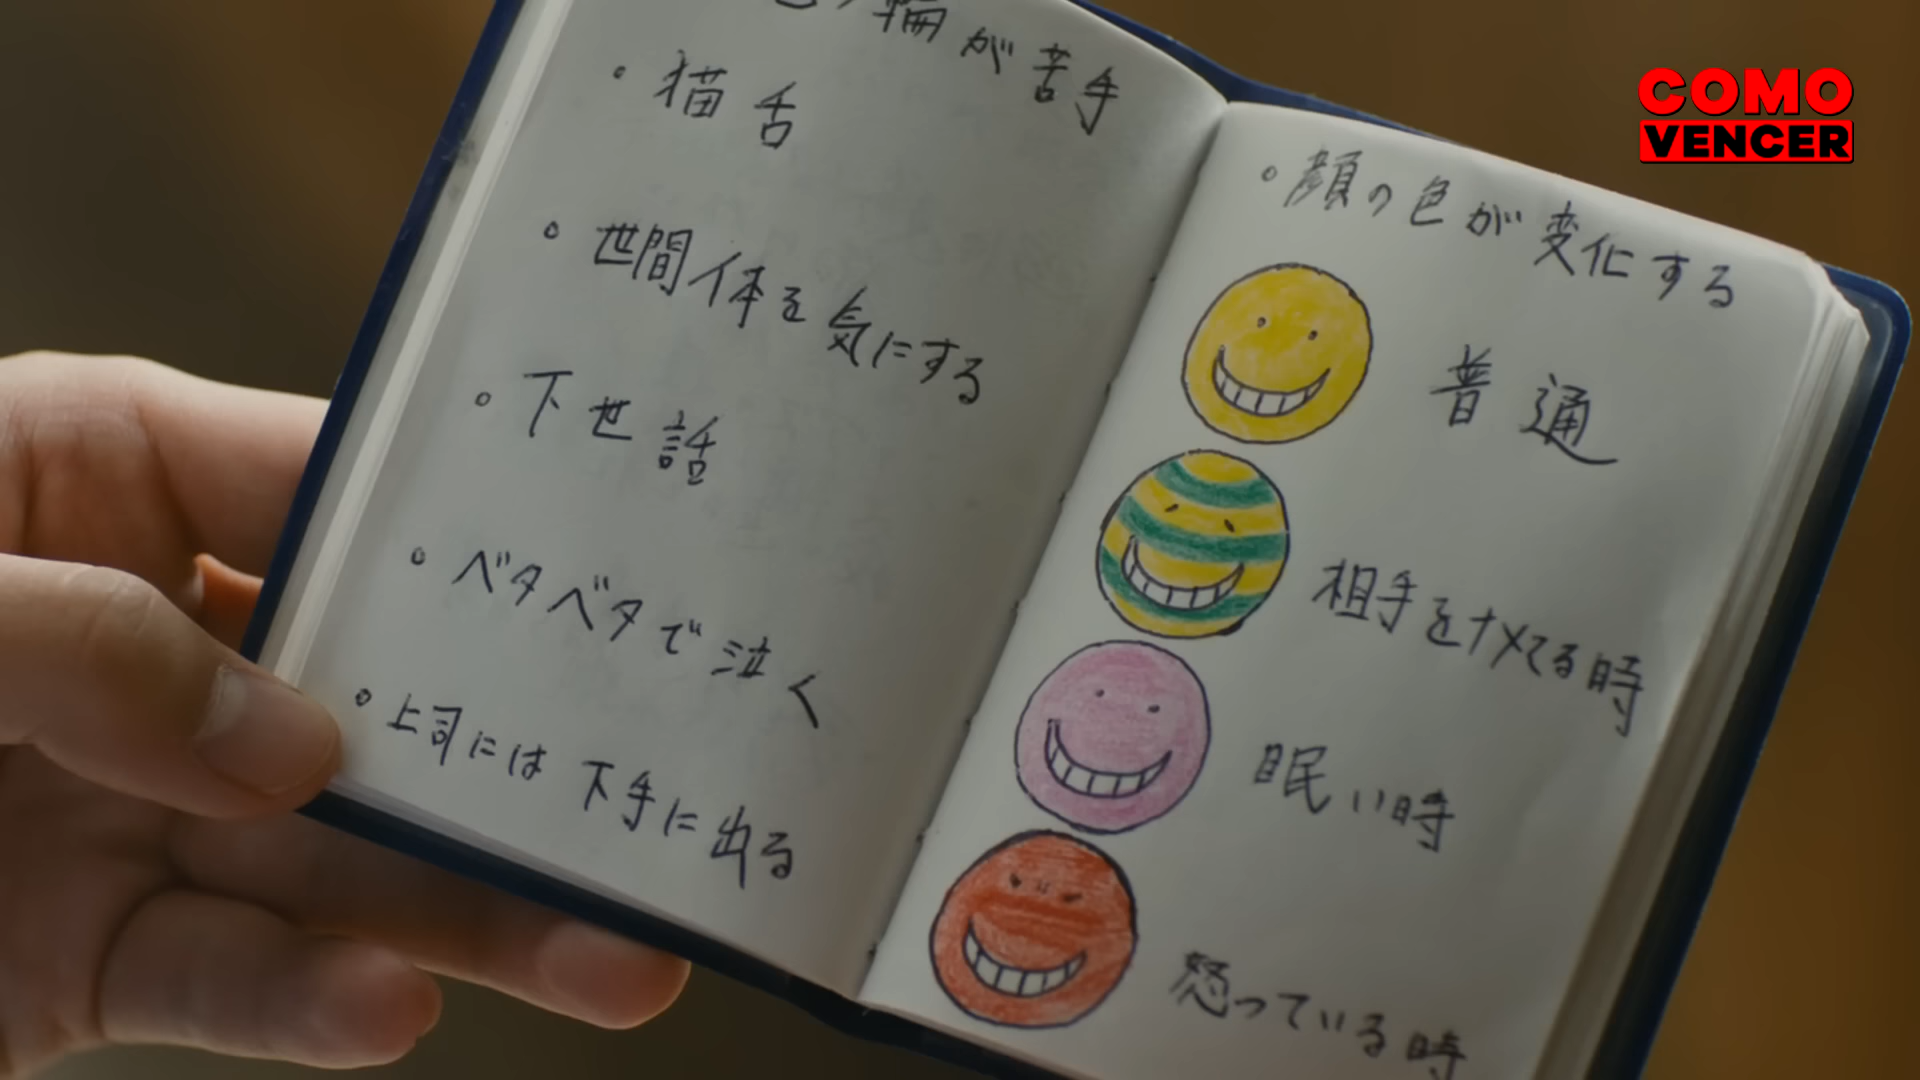 輪が苦手
• 猫舌
• 世間体を気にする
• 下世話
• ベタベタで泣く
• 上司には下手に出る
• 顔の色が変化する
普通
相手をナメてる時
眠い時
怒っている時
COMO
VENCER